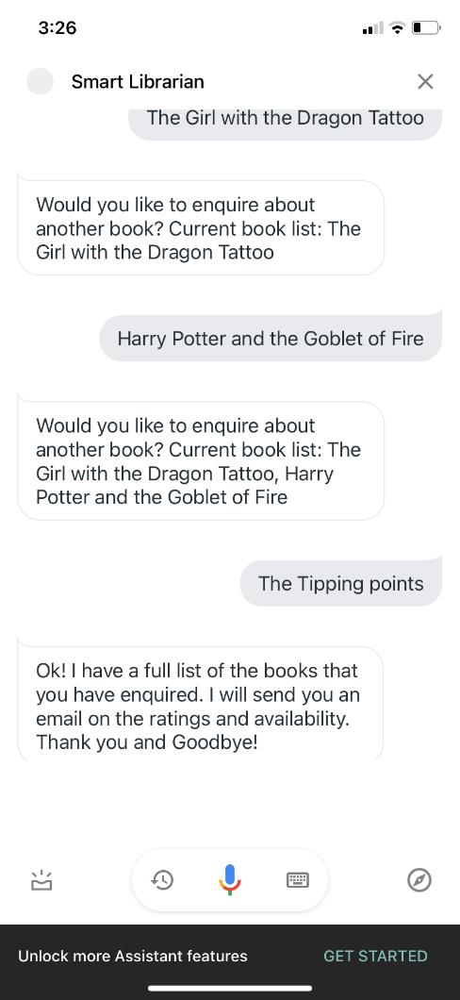 3:26
Smart Librarian
The Girl with the Dragon Tattoo
Would you like to enquire about
another book? Current book list: The
Girl with the Dragon Tattoo
Harry Potter and the Goblet of Fire
Would you like to enquire about
another book? Current book list: The
Girl with the Dragon Tattoo, Harry
Potter and the Goblet of Fire
The Tipping points
Ok! I have a full list of the books that
you have enquired. I will send you an
email on the ratings and availability.
Thank you and Goodbye!
Unlock more Assistant features GET STARTED